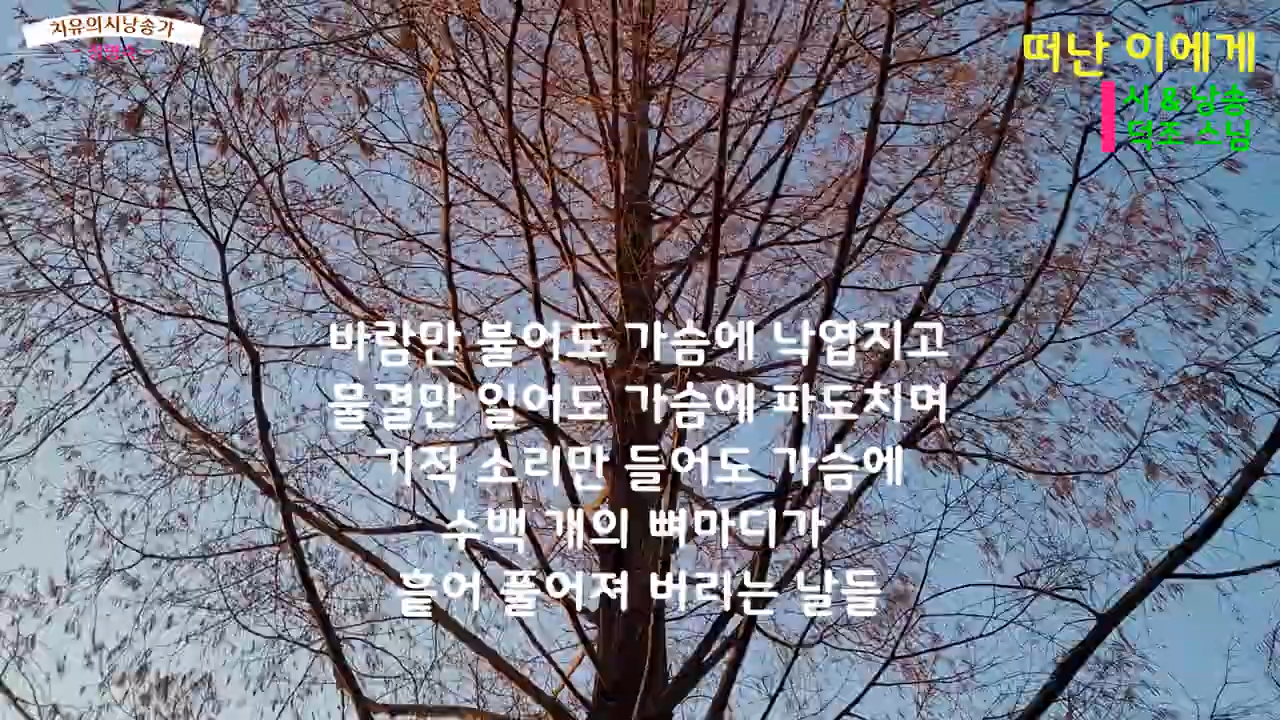 치유의시낭송가
떠난 이에게
시 & 낭송
덕조 스님
바람만 불어도 가슴에 낙엽지고
물결만 일어도 가슴에 파도치며
기적 소리만 들어도 가슴에
수백 개의 뼈마디가
흩어 풀어져 버리는 날들